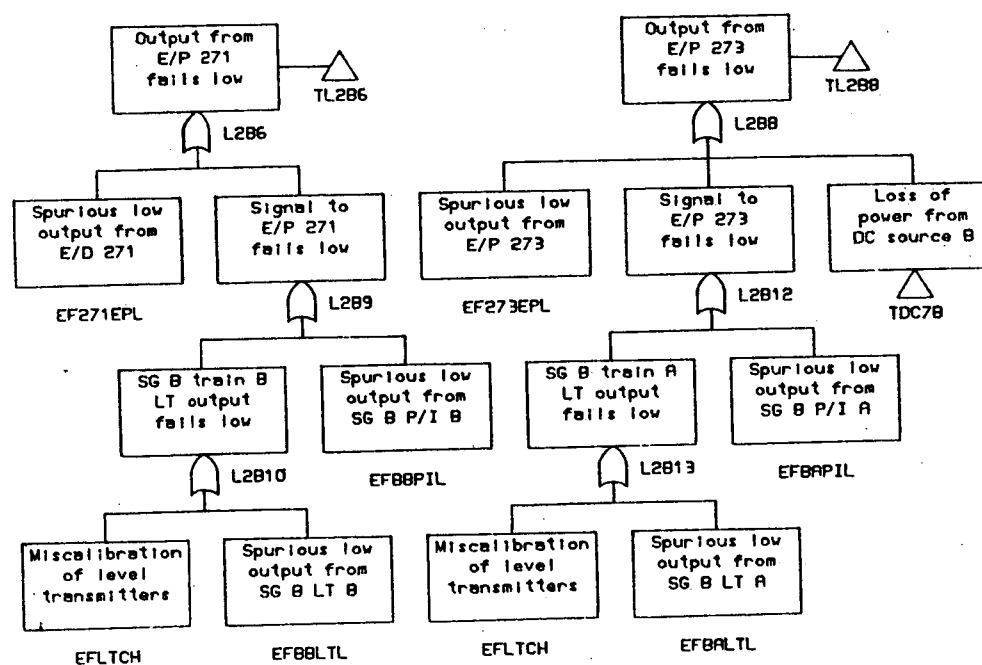 Output from
E/P 271
fails low
TL2B6
Output from
E/P 273
fails low
TL2B8
L2B6
L2B8
Spurious low
output from
E/D 271
EF271EPL
Signal to
E/P 271
fails low
L2B9
Spurious low
output from
E/P 273
EF273EPL
Signal to
E/P 273
fails low
L2B12
Loss of
power from
DC source B
TDC7B
SG B train B
LT output
fails low
L2B10
Spurious low
output from
SG B P/I B
EFBBPIL
SG B train A
LT output
fails low
L2B13
Spurious low
output from
SG B P/I A
EFBAPIL
Miscalibration
of level
transmitters
EFLTCH
Spurious low
output from
SG B LT B
EFBBLTL
Miscalibration
of level
transmitters
EFLTCH
Spurious low
output from
SG B LT A
EFBALTL